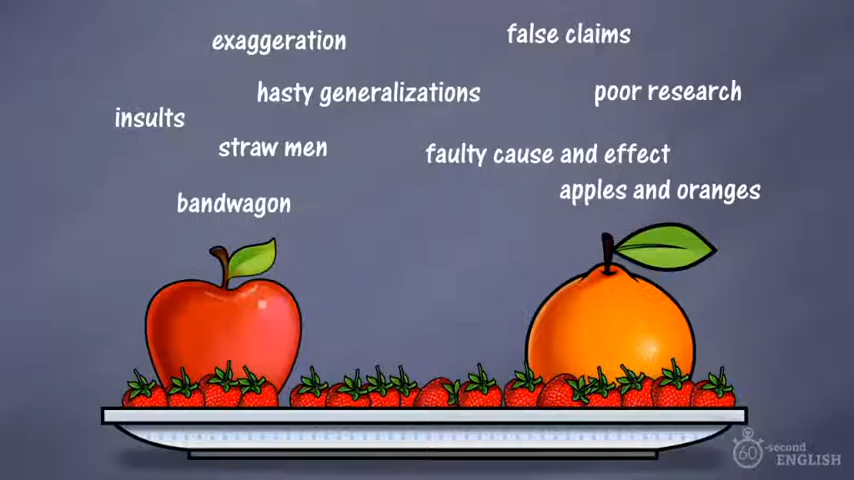 exaggeration
false claims
hasty generalizations
poor research
insults
straw men
faulty cause and effect
apples and oranges
bandwagon
60-second
ENGLISH